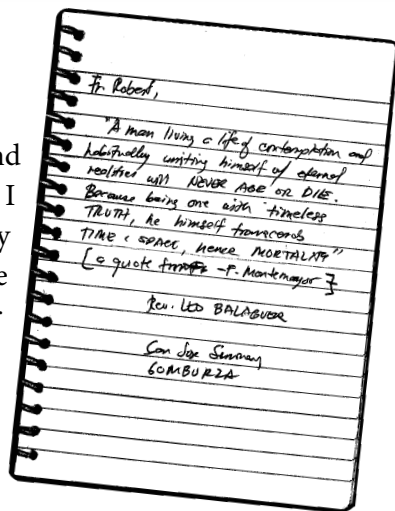 nd
I
y
e
.
Fr. Robert,
"A man living a life of contemplation and
habitually uniting himself w/ eternal
realities will NEVER AGE OR DIE.
Because being one with timeless
TRUTH, he himself transcends
TIME & SPACE, hence MORTALITY"
[a quote from - F. Montemayor]
Rev. LEO BALAGUER
San Jose Seminary
GOMBURZA